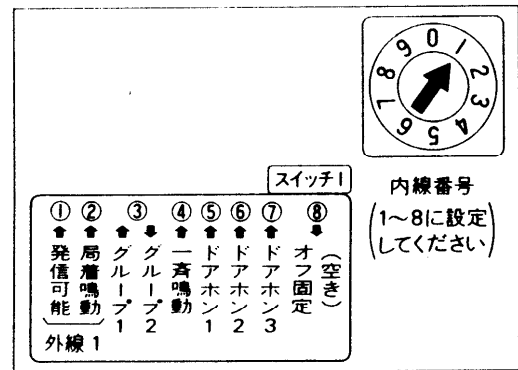 9 0 1 2 3 4 5 6 7 8
スイッチ1
内線番号
(1~8に設定
してください)
① ② ③ ④ ⑤ ⑥ ⑦ ⑧
⬆ ⬆ ⬆ ⬇ ⬆ ⬆ ⬆ ⬆ ⬇
発信可能
局着鳴動
グループ1
グループ2
一斉鳴動
ドアホン1
ドアホン2
ドアホン3
オフ固定
(空き)
外線1